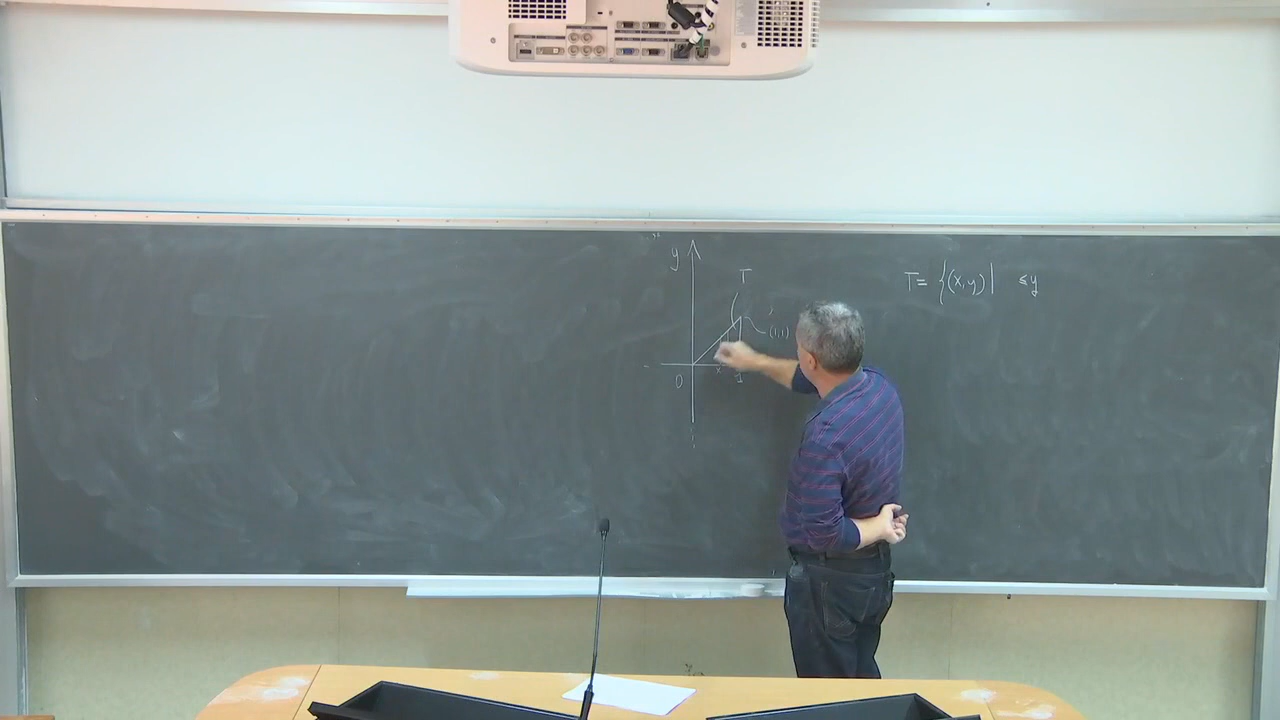 y
T
(1,1)
0
x
1
T= {(x,y)| ≤y